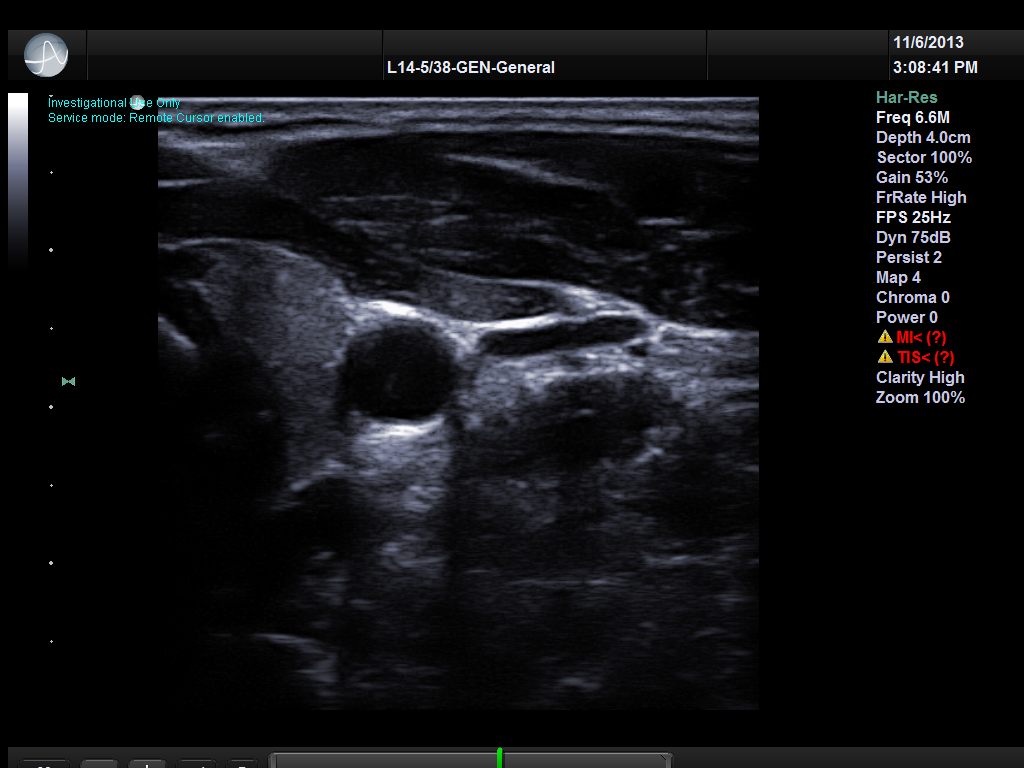 11/6/2013
L14-5/38-GEN-General
3:08:41 PM
Investigational Use Only
Service mode: Remote Cursor enabled.
Har-Res
Freq 6.6M
Depth 4.0cm
Sector 100%
Gain 53%
FrRate High
FPS 25Hz
Dyn 75dB
Persist 2
Map 4
Chroma 0
Power 0
MI< (?)
TIS< (?)
Clarity High
Zoom 100%